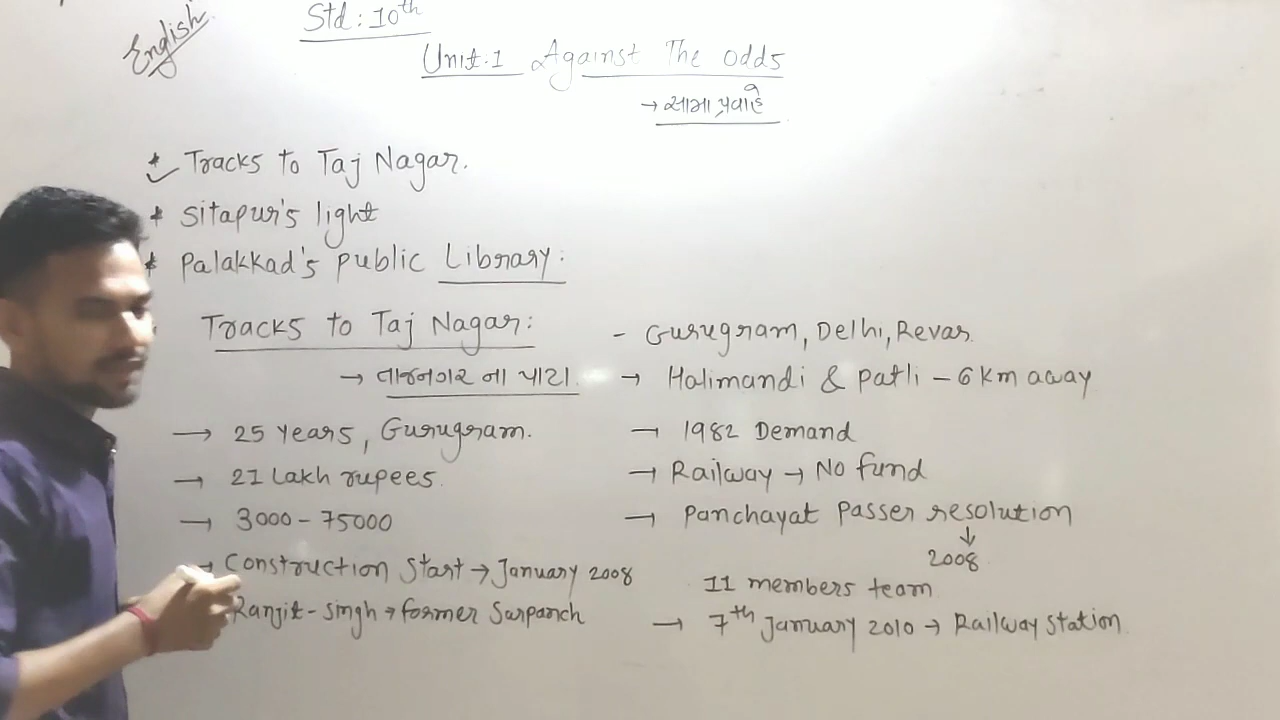 English
Std: 10th
Unit.1 Against The odds
→ સામા પ્રવાહે
* Tracks to Taj Nagar.
* Sitapur's light
* Palakkad's public Library:
Tracks to Taj Nagar:
→ તાજનગર ના પાટા.
→ 25 Years, Gurugram.
→ 21 Lakh rupees.
→ 3000 - 75000
→ Construction Start → January 2008
Ranjit-singh → former Sarpanch
- Gurugram, Delhi, Revar.
→ Halimandi & Patli - 6 km away
→ 1982 Demand
→ Railway → No fund
→ Panchayat Passer resolution
↓
2008
11 members team
→ 7th January 2010 → Railway station.